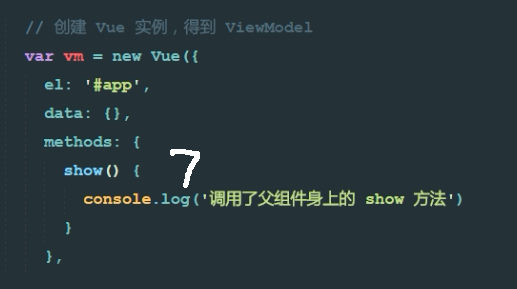 // 创建 Vue 实例，得到 ViewModel
var vm = new Vue({
el: '#app',
data: {},
methods: {
show() {
7
console.log('调用了父组件身上的 show 方法')
}
},